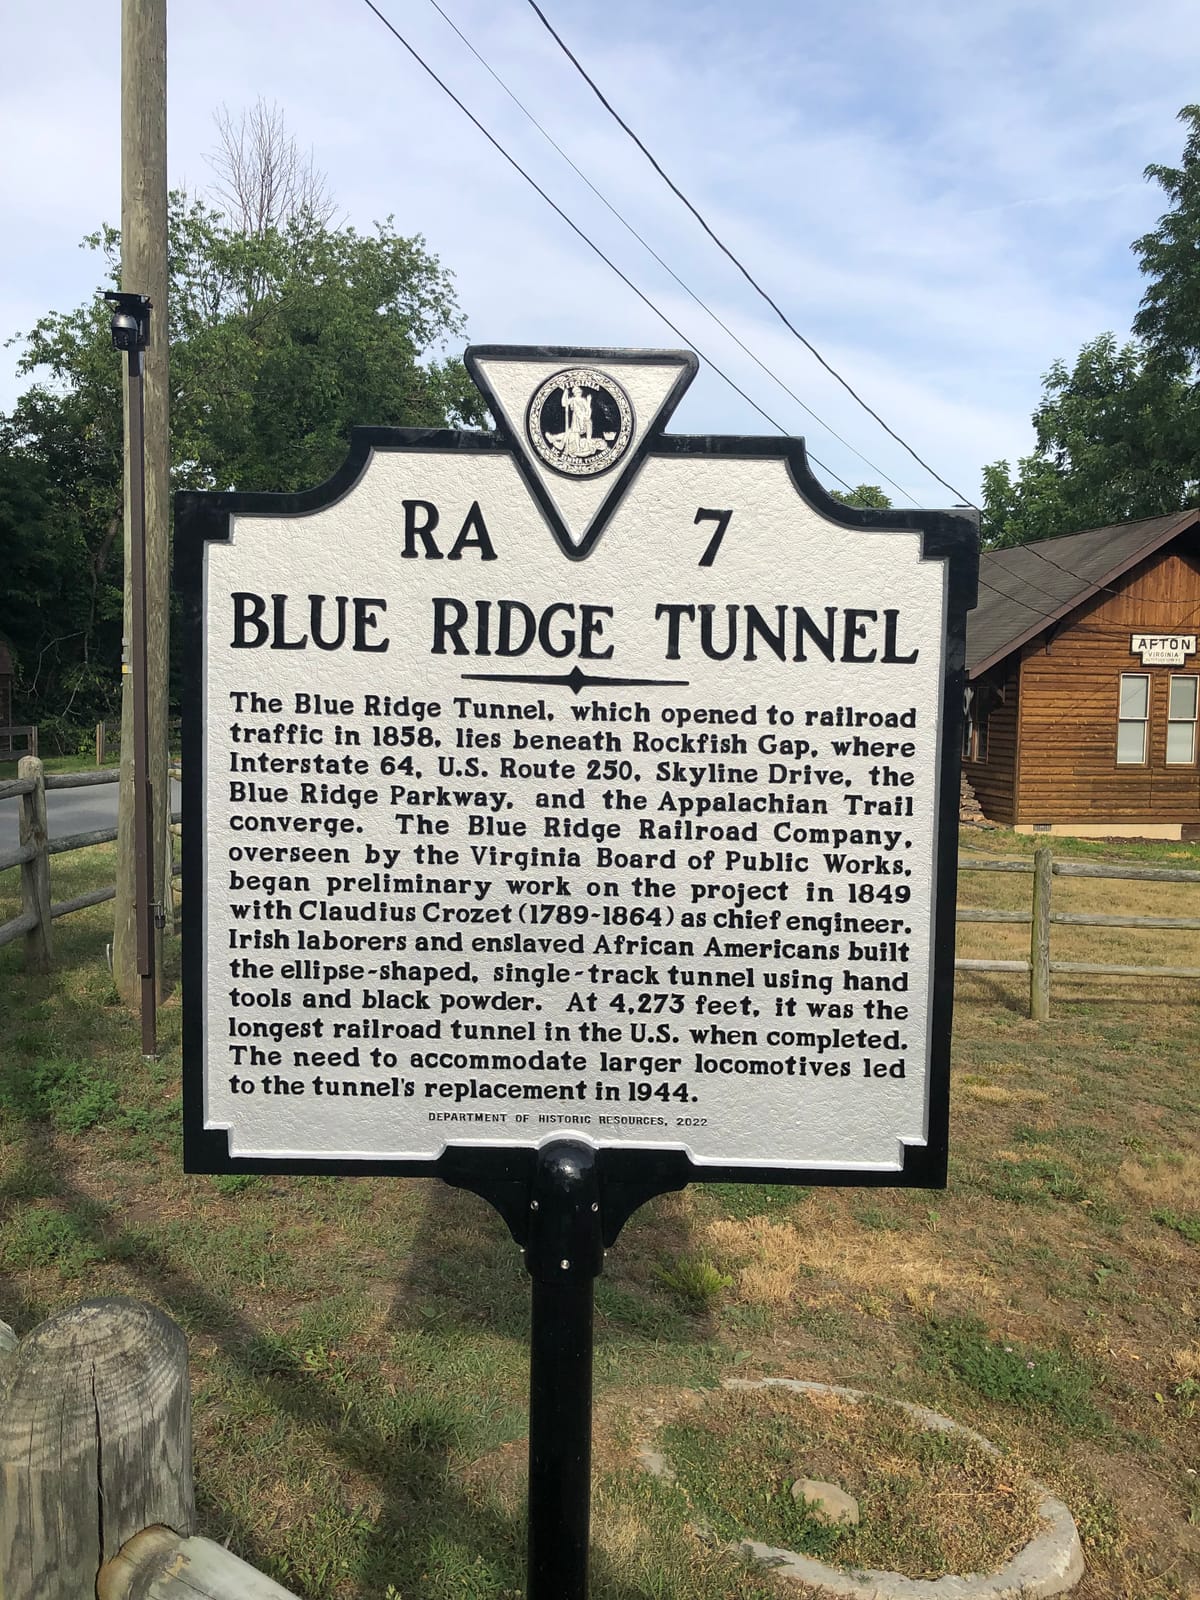 VIRGINIA
RA 7
BLUE RIDGE TUNNEL
The Blue Ridge Tunnel, which opened to railroad
traffic in 1858, lies beneath Rockfish Gap, where
Interstate 64, U.S. Route 250, Skyline Drive, the
Blue Ridge Parkway, and the Appalachian Trail
converge. The Blue Ridge Railroad Company,
overseen by the Virginia Board of Public Works,
began preliminary work on the project in 1849
with Claudius Crozet (1789-1864) as chief engineer.
Irish laborers and enslaved African Americans built
the ellipse-shaped, single-track tunnel using hand
tools and black powder. At 4,273 feet, it was the
longest railroad tunnel in the U.S. when completed.
The need to accommodate larger locomotives led
to the tunnel's replacement in 1944.
DEPARTMENT OF HISTORIC RESOURCES, 2022
AFTON
VIRGINIA